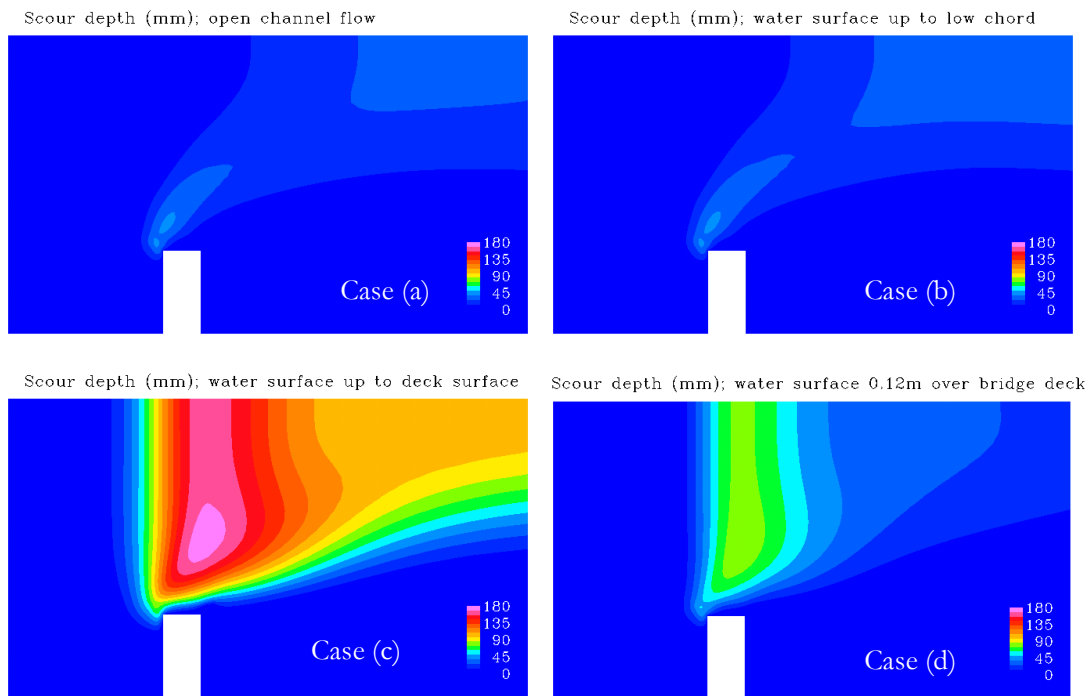 Scour depth (mm); open channel flow
180
135
90
45
0
Case (a)
Scour depth (mm); water surface up to low chord
180
135
90
45
0
Case (b)
Scour depth (mm); water surface up to deck surface
180
135
90
45
0
Case (c)
Scour depth (mm); water surface 0.12m over bridge deck
180
135
90
45
0
Case (d)